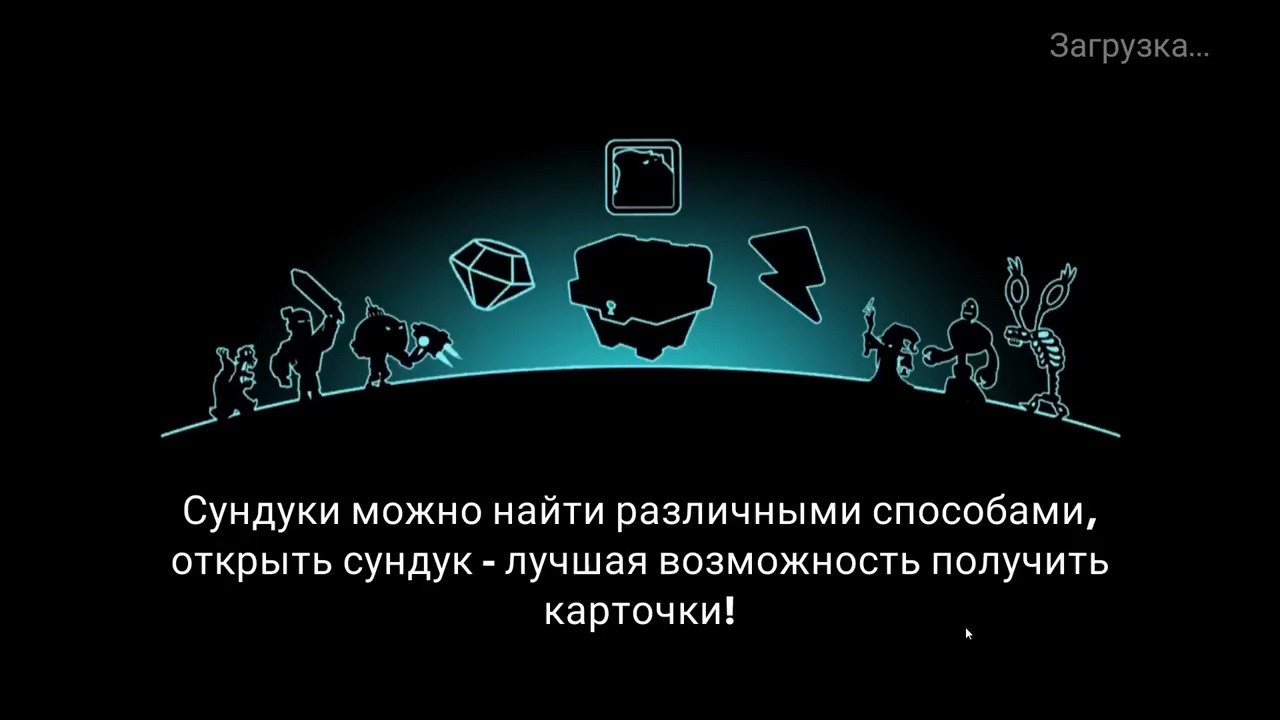 Загрузка...
Сундуки можно найти различными способами,
открыть сундук - лучшая возможность получить
карточки!